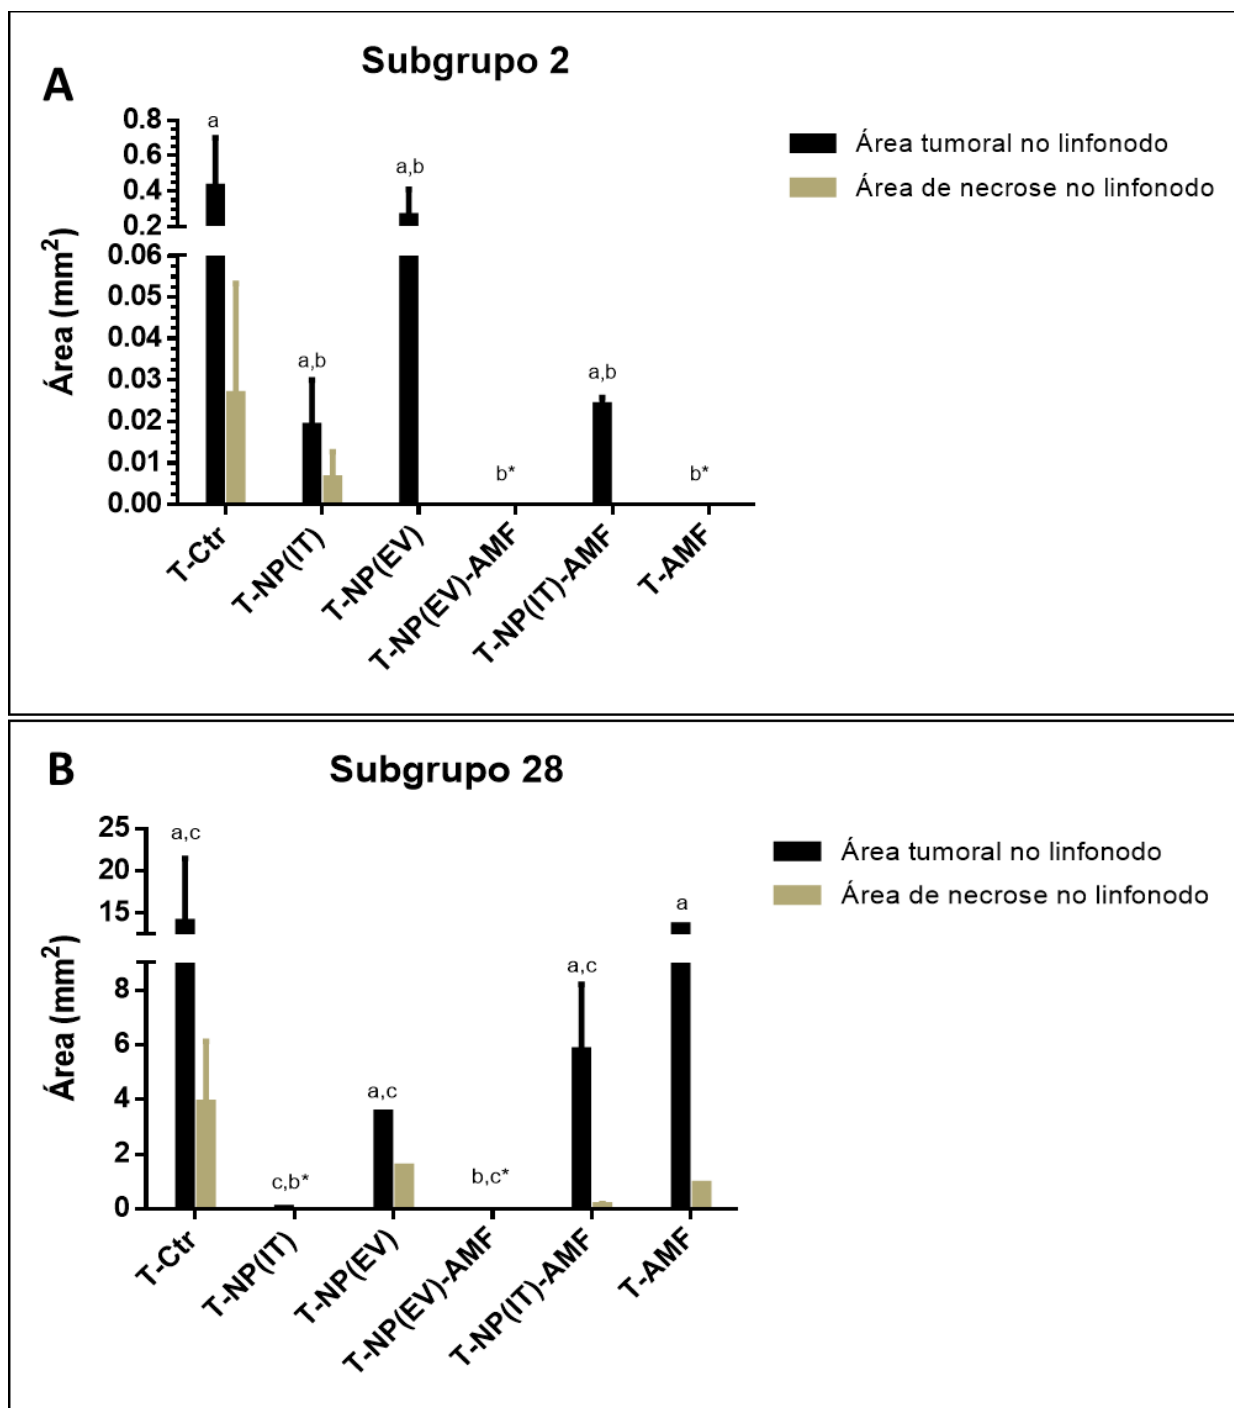 A
Subgrupo 2
Área (mm²)
0.8
0.6
0.4
0.2
0.06
0.05
0.04
0.03
0.02
0.01
0.00
a
a,b
a,b
b*
a,b
b*
T-Ctr
T-NP(IT)
T-NP(EV)
T-NP(EV)-AMF
T-NP(IT)-AMF
T-AMF
Área tumoral no linfonodo
Área de necrose no linfonodo
B
Subgrupo 28
Área (mm²)
25
20
15
8
6
4
2
0
a,c
c,b*
a,c
b,c*
a,c
a
T-Ctr
T-NP(IT)
T-NP(EV)
T-NP(EV)-AMF
T-NP(IT)-AMF
T-AMF
Área tumoral no linfonodo
Área de necrose no linfonodo